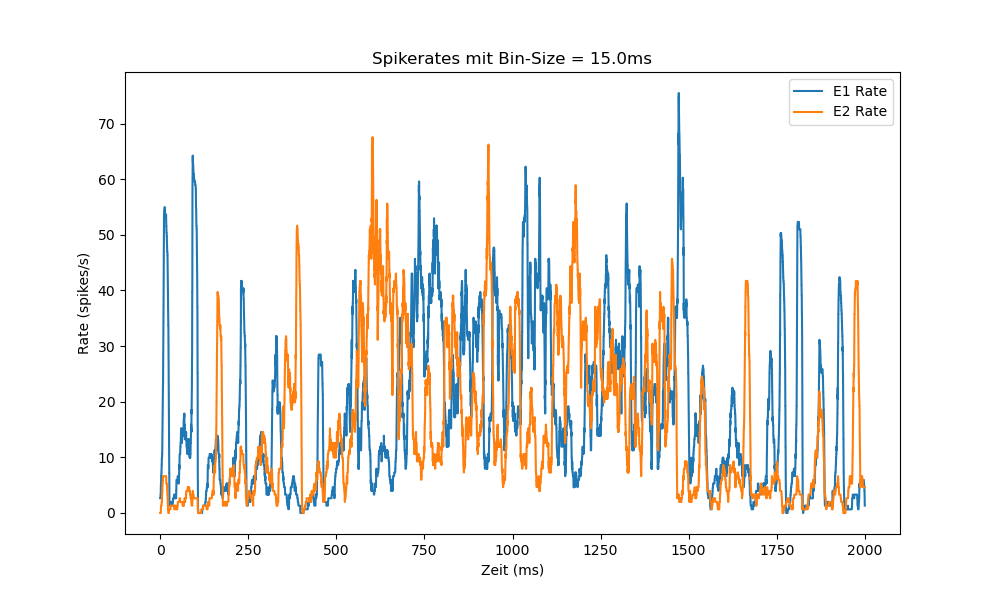 Spikerates mit Bin-Size = 15.0ms
E1 Rate
E2 Rate
Rate (spikes/s)
70
60
50
40
30
20
10
0
0 250 500 750 1000 1250 1500 1750 2000
Zeit (ms)